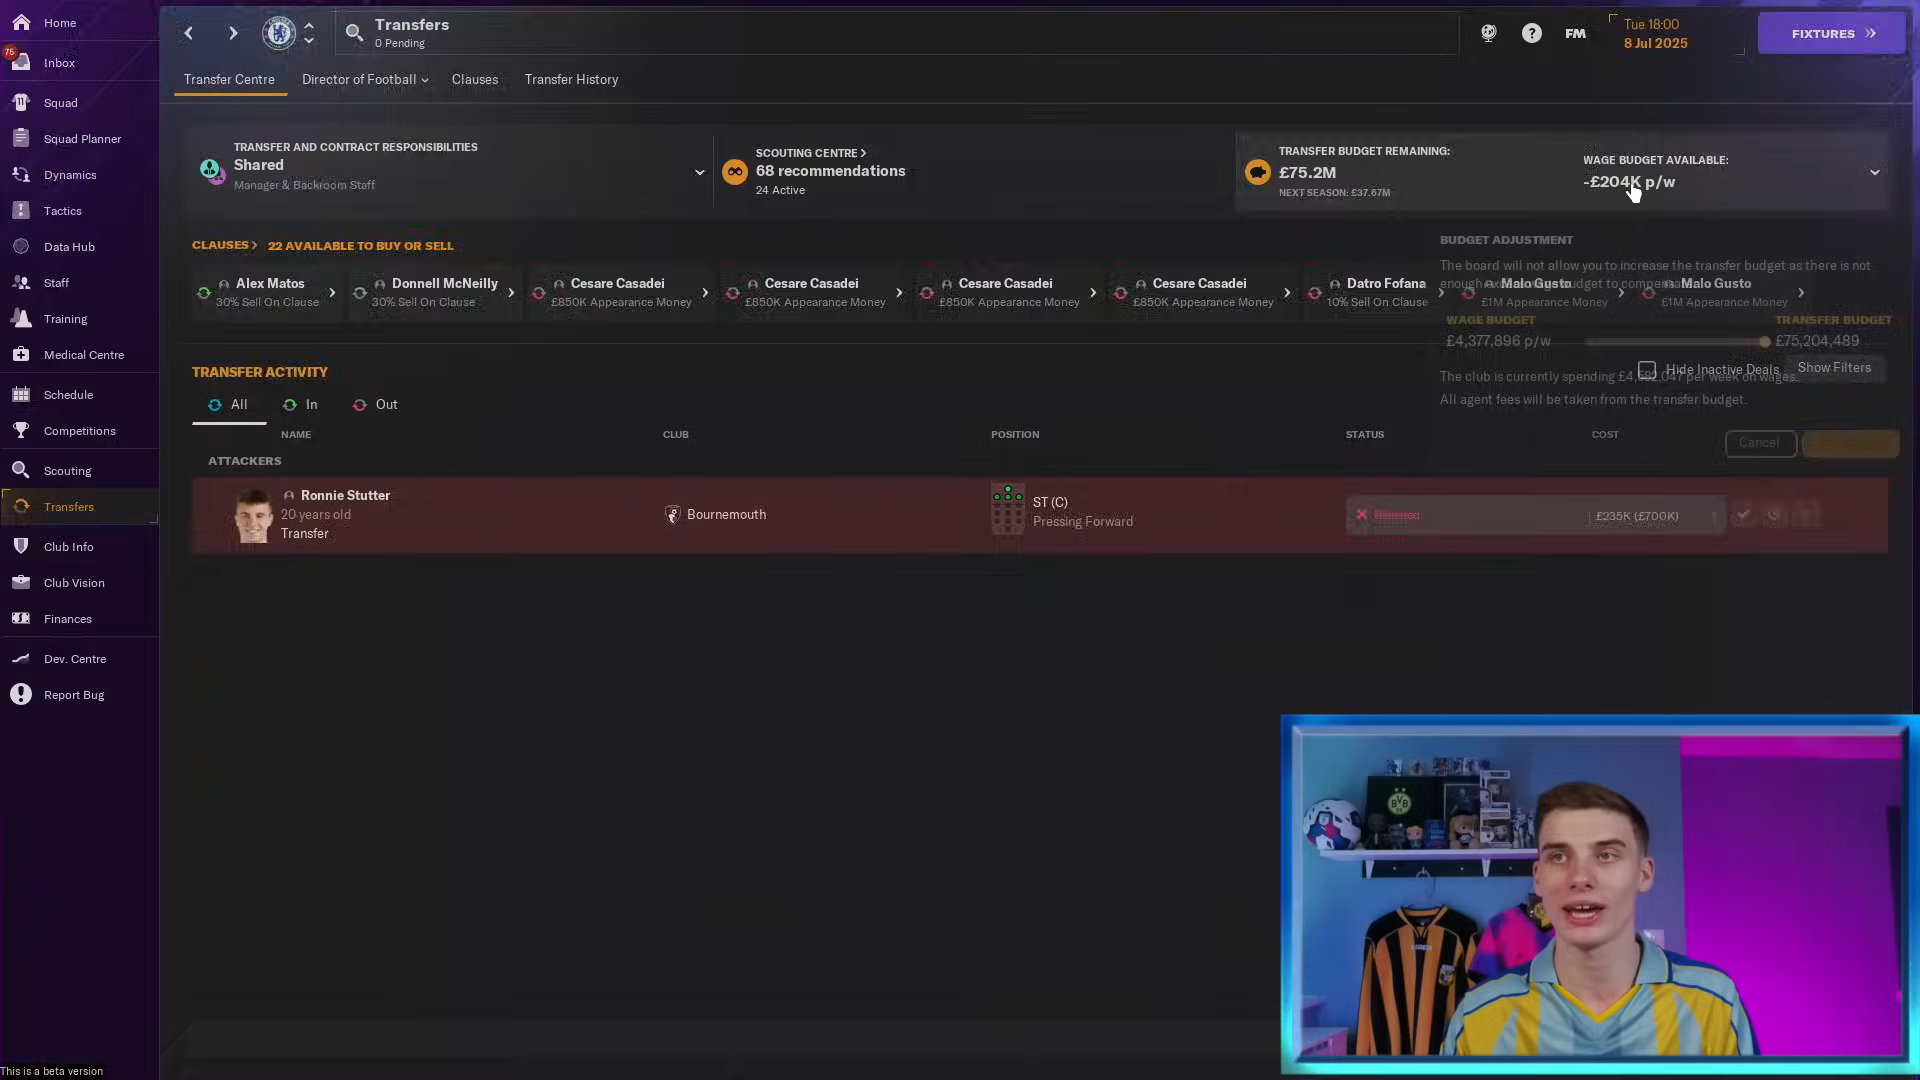 Home
75
Inbox
Squad
Squad Planner
Dynamics
Tactics
Data Hub
Staff
Training
Medical Centre
Schedule
Competitions
Scouting
Transfers
Club Info
Club Vision
Finances
Dev. Centre
Report Bug
This is a beta version
Transfers
0 Pending
FM
Tue 18:00
8 Jul 2025
FIXTURES
Transfer Centre
Director of Football
Clauses
Transfer History
TRANSFER AND CONTRACT RESPONSIBILITIES
Shared
Manager & Backroom Staff
SCOUTING CENTRE >
68 recommendations
24 Active
TRANSFER BUDGET REMAINING:
£75.2M
NEXT SEASON: £37.67M
WAGE BUDGET AVAILABLE:
-£204K p/w
CLAUSES > 22 AVAILABLE TO BUY OR SELL
Alex Matos
30% Sell On Clause
Donnell McNeilly
30% Sell On Clause
Cesare Casadei
£850K Appearance Money
Cesare Casadei
£850K Appearance Money
Cesare Casadei
£850K Appearance Money
Cesare Casadei
£850K Appearance Money
Datro Fofana
10% Sell On Clause
Malo Gusto
£1M Appearance Money
Malo Gusto
£1M Appearance Money
BUDGET ADJUSTMENT
The board will not allow you to increase the transfer budget as there is not
enough budget to
WAGE BUDGET
£4,377,896 p/w
TRANSFER BUDGET
£75,204,489
Hide Inactive Deals
Show Filters
The club is currently spending per week on wages.
All agent fees will be taken from the transfer budget.
Cancel
TRANSFER ACTIVITY
All
In
Out
NAME
CLUB
POSITION
STATUS
COST
ATTACKERS
Ronnie Stutter
20 years old
Transfer
Bournemouth
ST (C)
Pressing Forward
£235K (£700K)
BVB
09